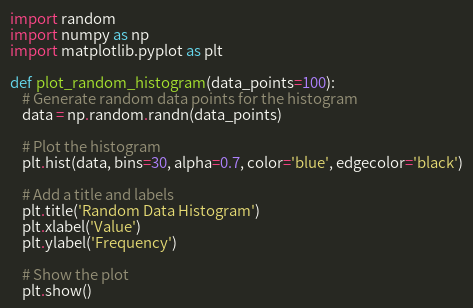 import random
import numpy as np
import matplotlib.pyplot as plt

def plot_random_histogram(data_points=100):
    # Generate random data points for the histogram
    data = np.random.randn(data_points)

    # Plot the histogram
    plt.hist(data, bins=30, alpha=0.7, color='blue', edgecolor='black')

    # Add a title and labels
    plt.title('Random Data Histogram')
    plt.xlabel('Value')
    plt.ylabel('Frequency')

    # Show the plot
    plt.show()